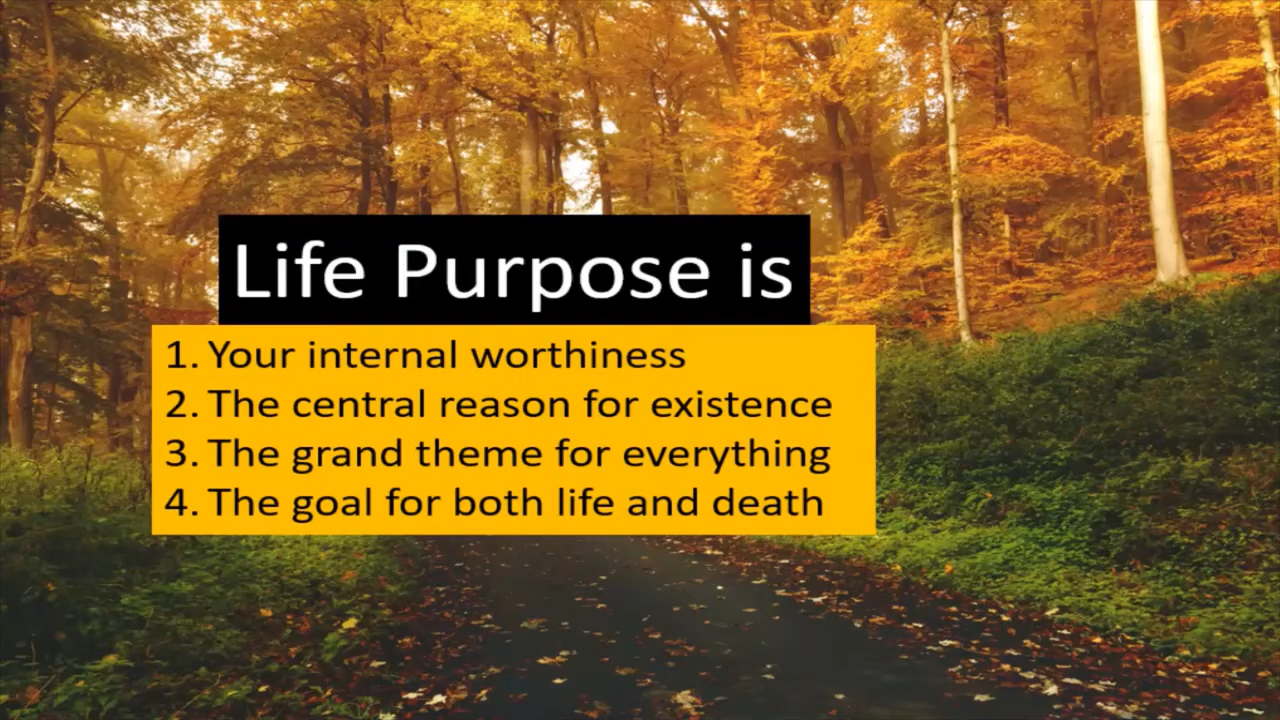 Life Purpose is
1. Your internal worthiness
2. The central reason for existence
3. The grand theme for everything
4. The goal for both life and death